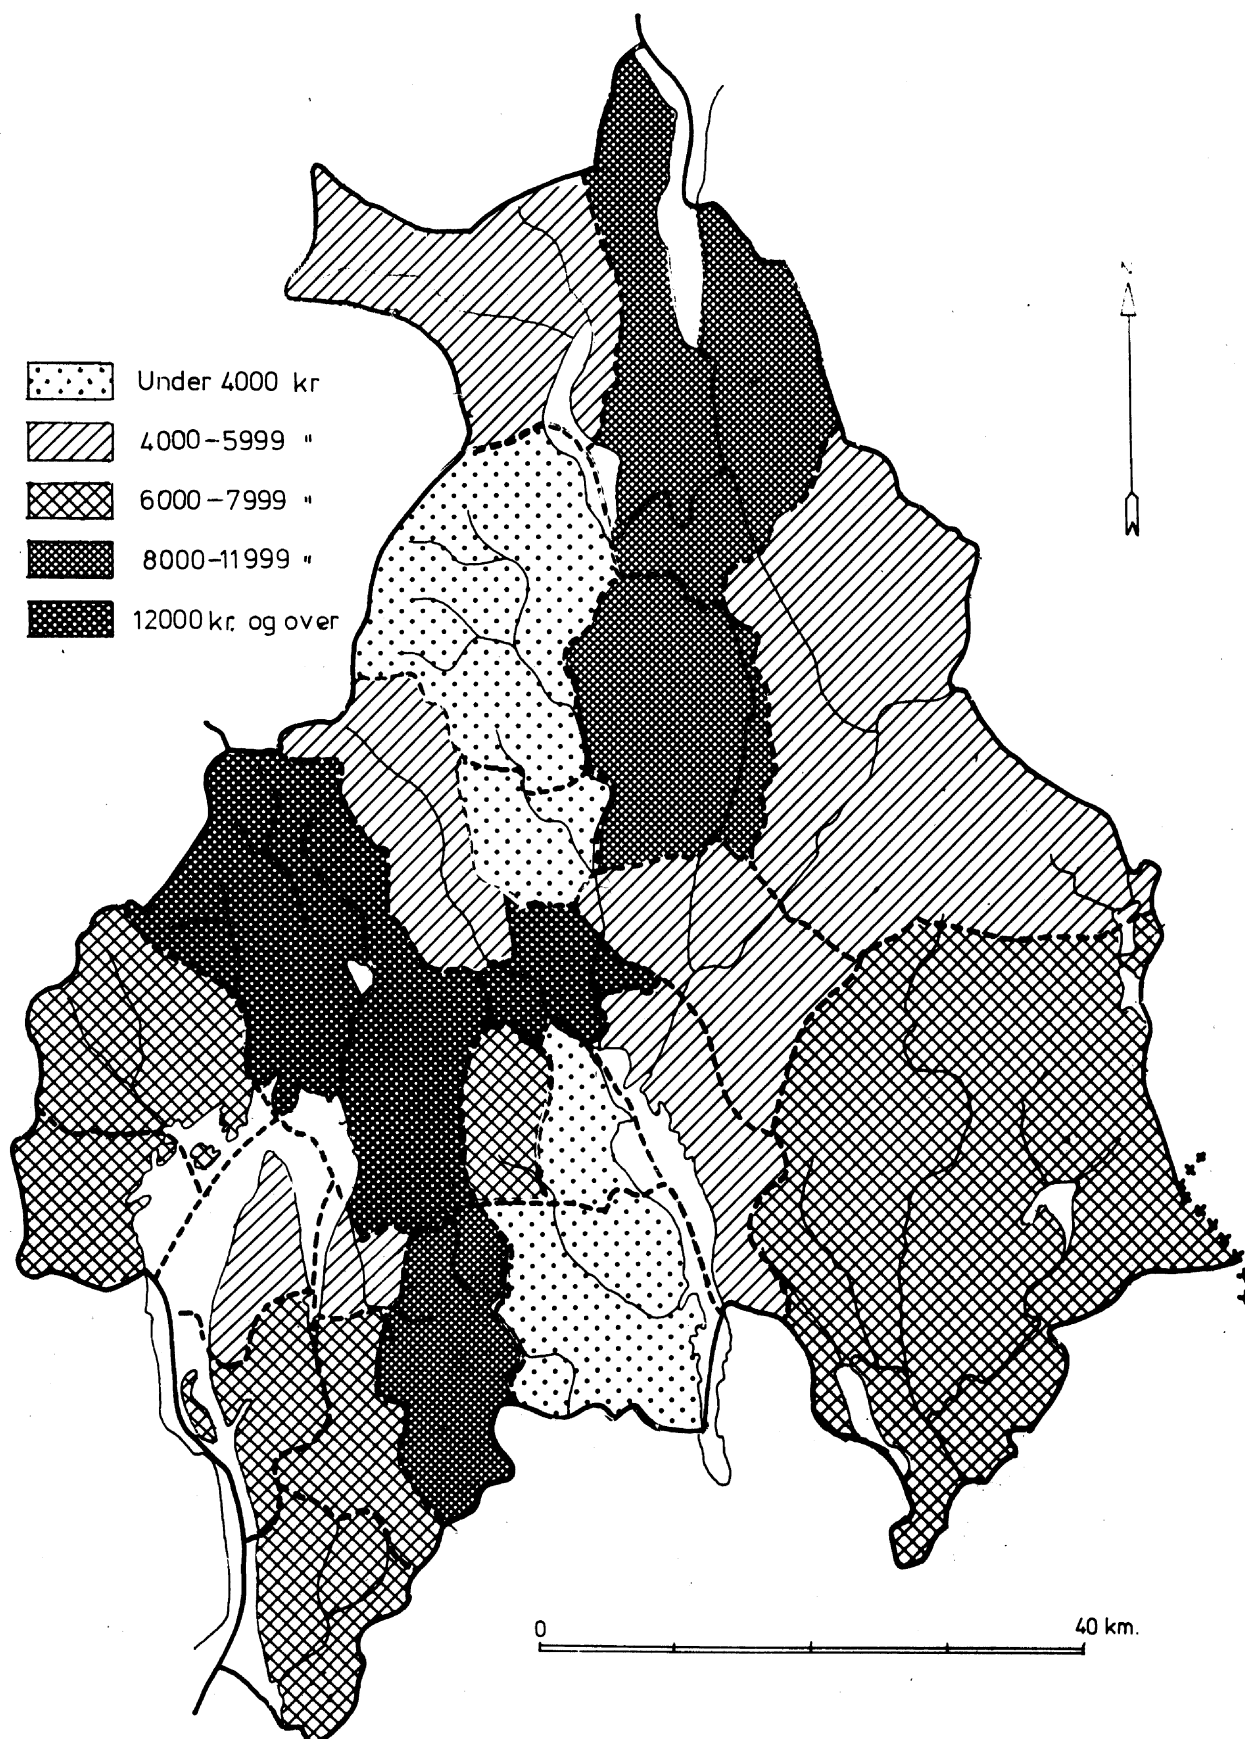 N
Under 4000 kr
4000-5999 "
6000-7999 "
8000-11999 "
12000 kr. og over
0 40 km.